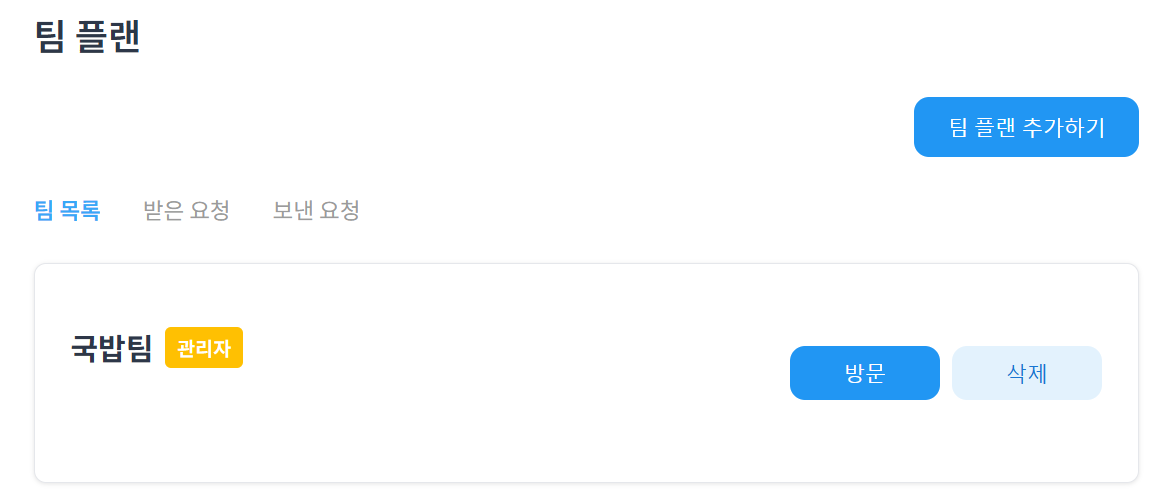 팀 플랜
팀 플랜 추가하기
팀 목록 받은 요청 보낸 요청
국밥팀 관리자
방문 삭제